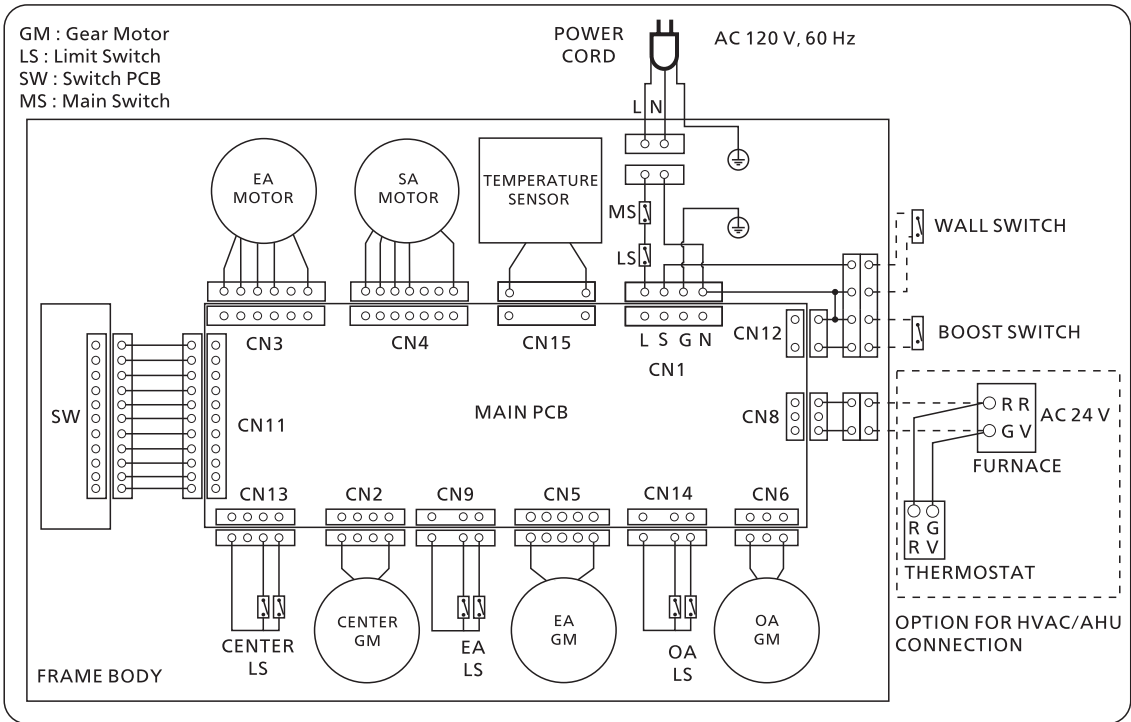 GM : Gear Motor
LS : Limit Switch
SW : Switch PCB
MS : Main Switch
POWER
CORD
AC 120 V, 60 Hz
L N
EA
MOTOR
SA
MOTOR
TEMPERATURE
SENSOR
MS
LS
WALL SWITCH
CN3
CN4
CN15
L S G N
CN1
CN12
BOOST SWITCH
SW
CN11
MAIN PCB
CN8
R R
G V
AC 24 V
FURNACE
CN13
CN2
CN9
CN5
CN14
CN6
R G
R V
THERMOSTAT
CENTER
LS
CENTER
GM
EA
LS
EA
GM
OA
LS
OA
GM
OPTION FOR HVAC/AHU
CONNECTION
FRAME BODY